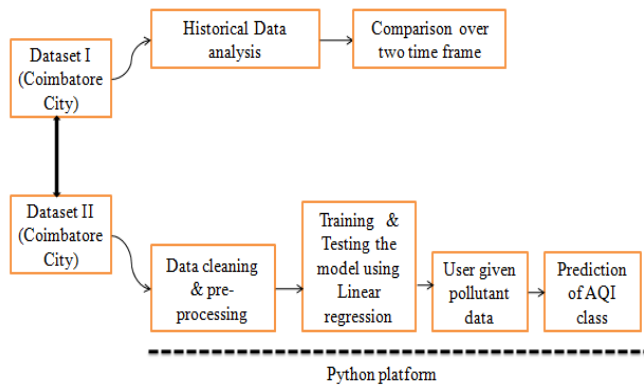 Dataset I
(Coimbatore
City)
Historical Data
analysis
Comparison over
two time frame
Dataset II
(Coimbatore
City)
Data cleaning
& pre-
processing
Training &
Testing the
model using
Linear
regression
User given
pollutant
data
Prediction
of AQI
class
Python platform